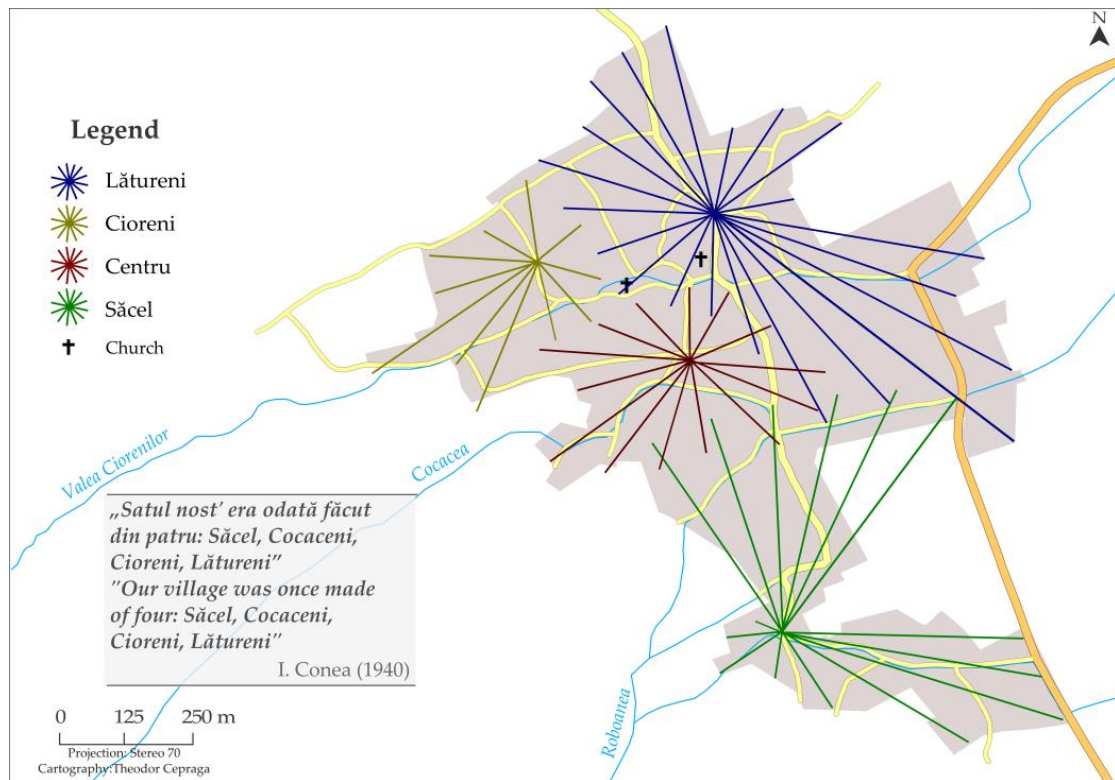 N
Legend
Lătureni
Cioreni
Centru
Săcel
Church
Valea Ciorenilor
Cocacea
„Satul nost’ era odată făcut
din patru: Săcel, Cocaceni,
Cioreni, Lătureni”
"Our village was once made
of four: Săcel, Cocaceni,
Cioreni, Lătureni"
I. Conea (1940)
Roboanea
0 125 250 m
Projection: Stereo 70
Cartography:Theodor Cepraga